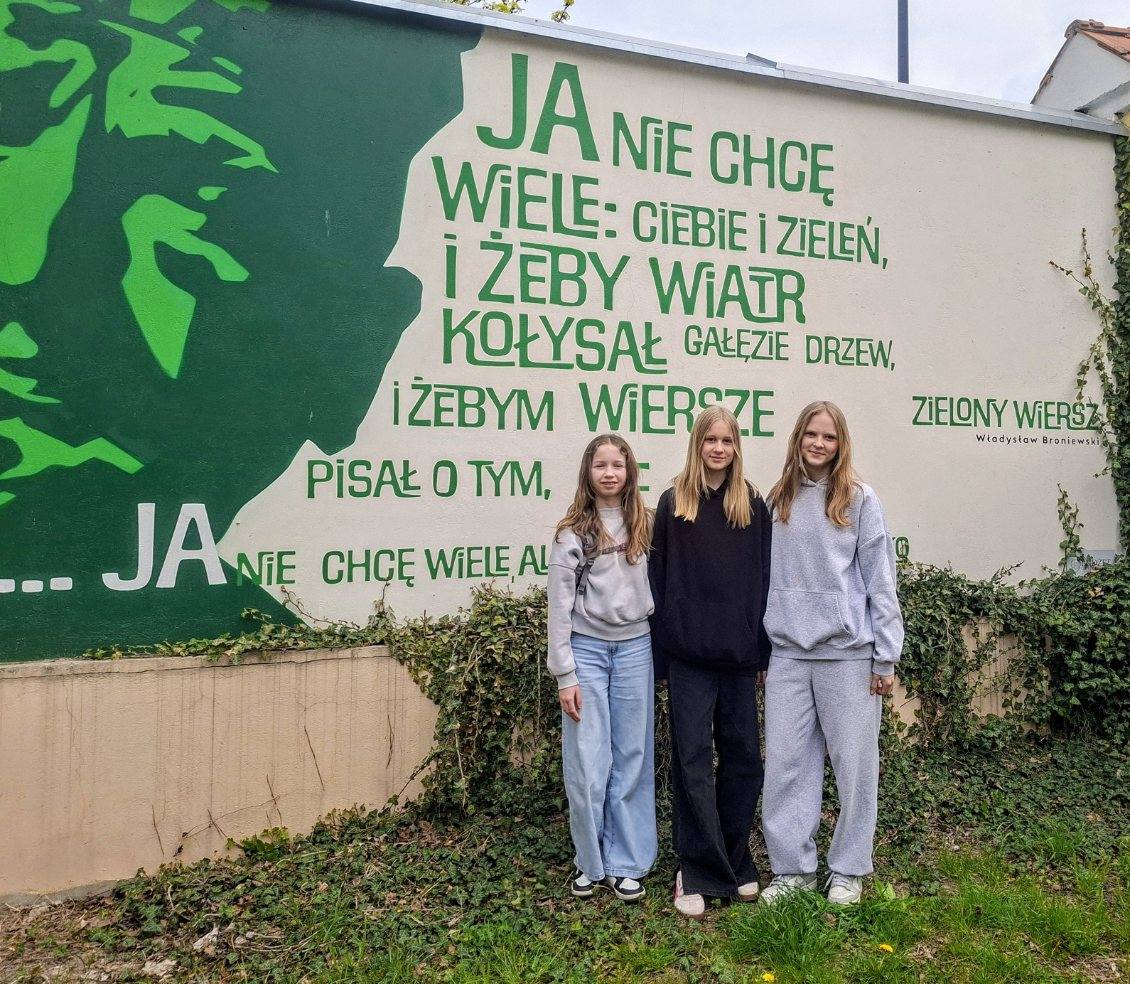 JA NIE CHCĘ
WIELE: CIEBIE I ZIELEŃ,
I ŻEBY WIATR
KOŁYSAŁ GAŁĘZIE DRZEW,
I ŻEBYM WIERSZE
PISAŁ O TYM,
... JA NIE CHCĘ WIELE,
ZIELONY WIERSZ
Władysław Broniewski